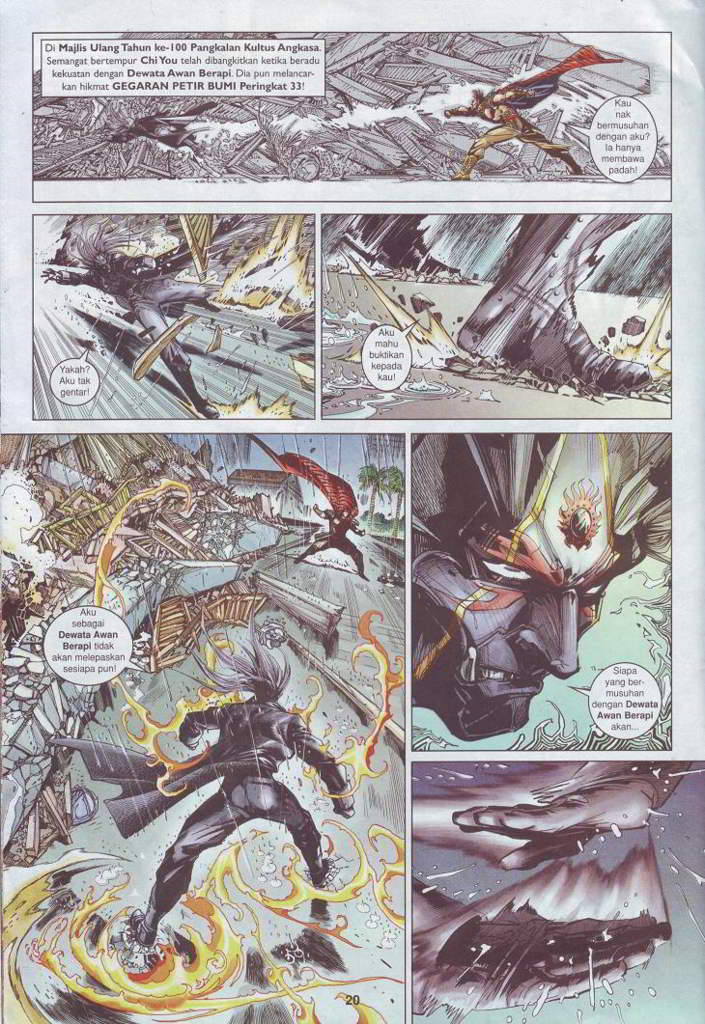 Di Majlis Ulang Tahun ke-100 Pangkalan Kultus Angkasa.
Semangat bertempur Chi You telah dibangkitkan ketika beradu
kekuatan dengan Dewata Awan Berapi. Dia pun melancar-
kan hikmat GEGARAN PETIR BUMI Peringkat 33!
Kau
nak
bermusuhan
dengan aku?
Ia hanya
membawa
padah!
Yakah?
Aku tak
gentar!
Aku
mahu
buktikan
kepada
kau!
Aku
sebagai
Dewata Awan
Berapi tidak
akan melepaskan
sesiapa pun!
Siapa
yang ber-
musuhan
dengan Dewata
Awan Berapi
akan...
20